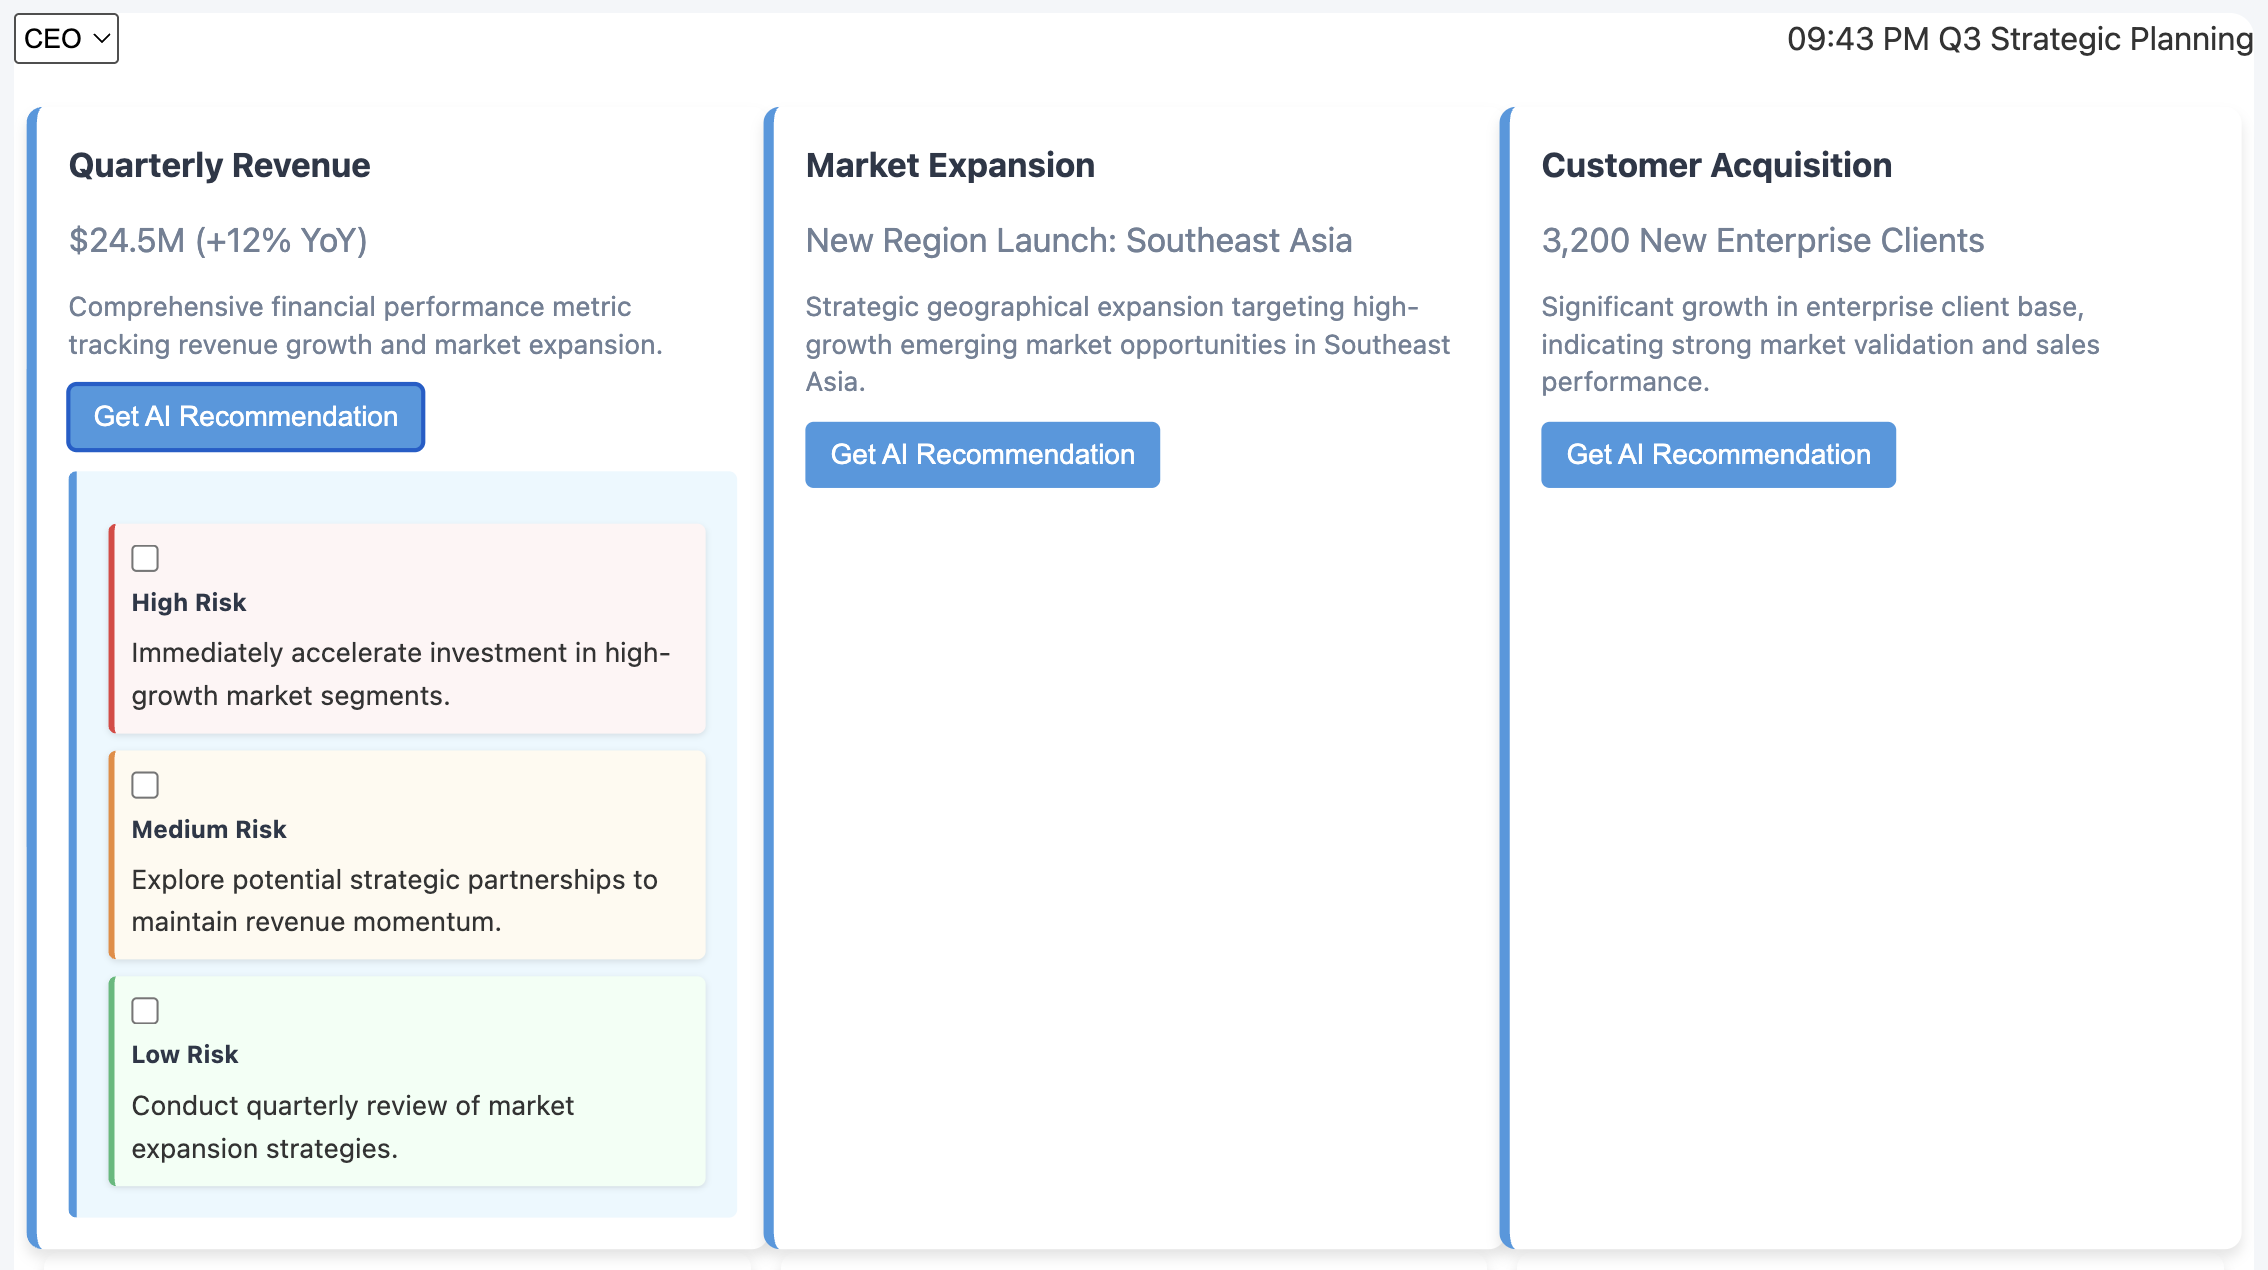 CEO
09:43 PM Q3 Strategic Planning
Quarterly Revenue
$24.5M (+12% YoY)
Comprehensive financial performance metric
tracking revenue growth and market expansion.
Get AI Recommendation
High Risk
Immediately accelerate investment in high-
growth market segments.
Medium Risk
Explore potential strategic partnerships to
maintain revenue momentum.
Low Risk
Conduct quarterly review of market
expansion strategies.
Market Expansion
New Region Launch: Southeast Asia
Strategic geographical expansion targeting high-
growth emerging market opportunities in Southeast
Asia.
Get AI Recommendation
Customer Acquisition
3,200 New Enterprise Clients
Significant growth in enterprise client base,
indicating strong market validation and sales
performance.
Get AI Recommendation